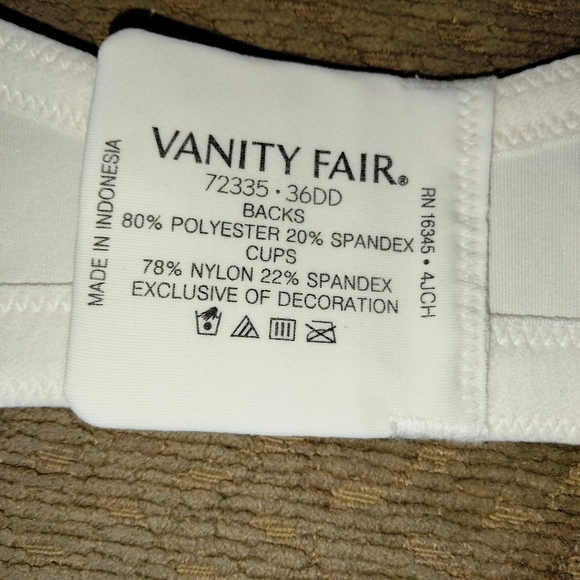 VANITY FAIR®
72335 • 36DD
BACKS
80% POLYESTER 20% SPANDEX
CUPS
78% NYLON 22% SPANDEX
EXCLUSIVE OF DECORATION
MADE IN INDONESIA
RN 16345 • 4JCH